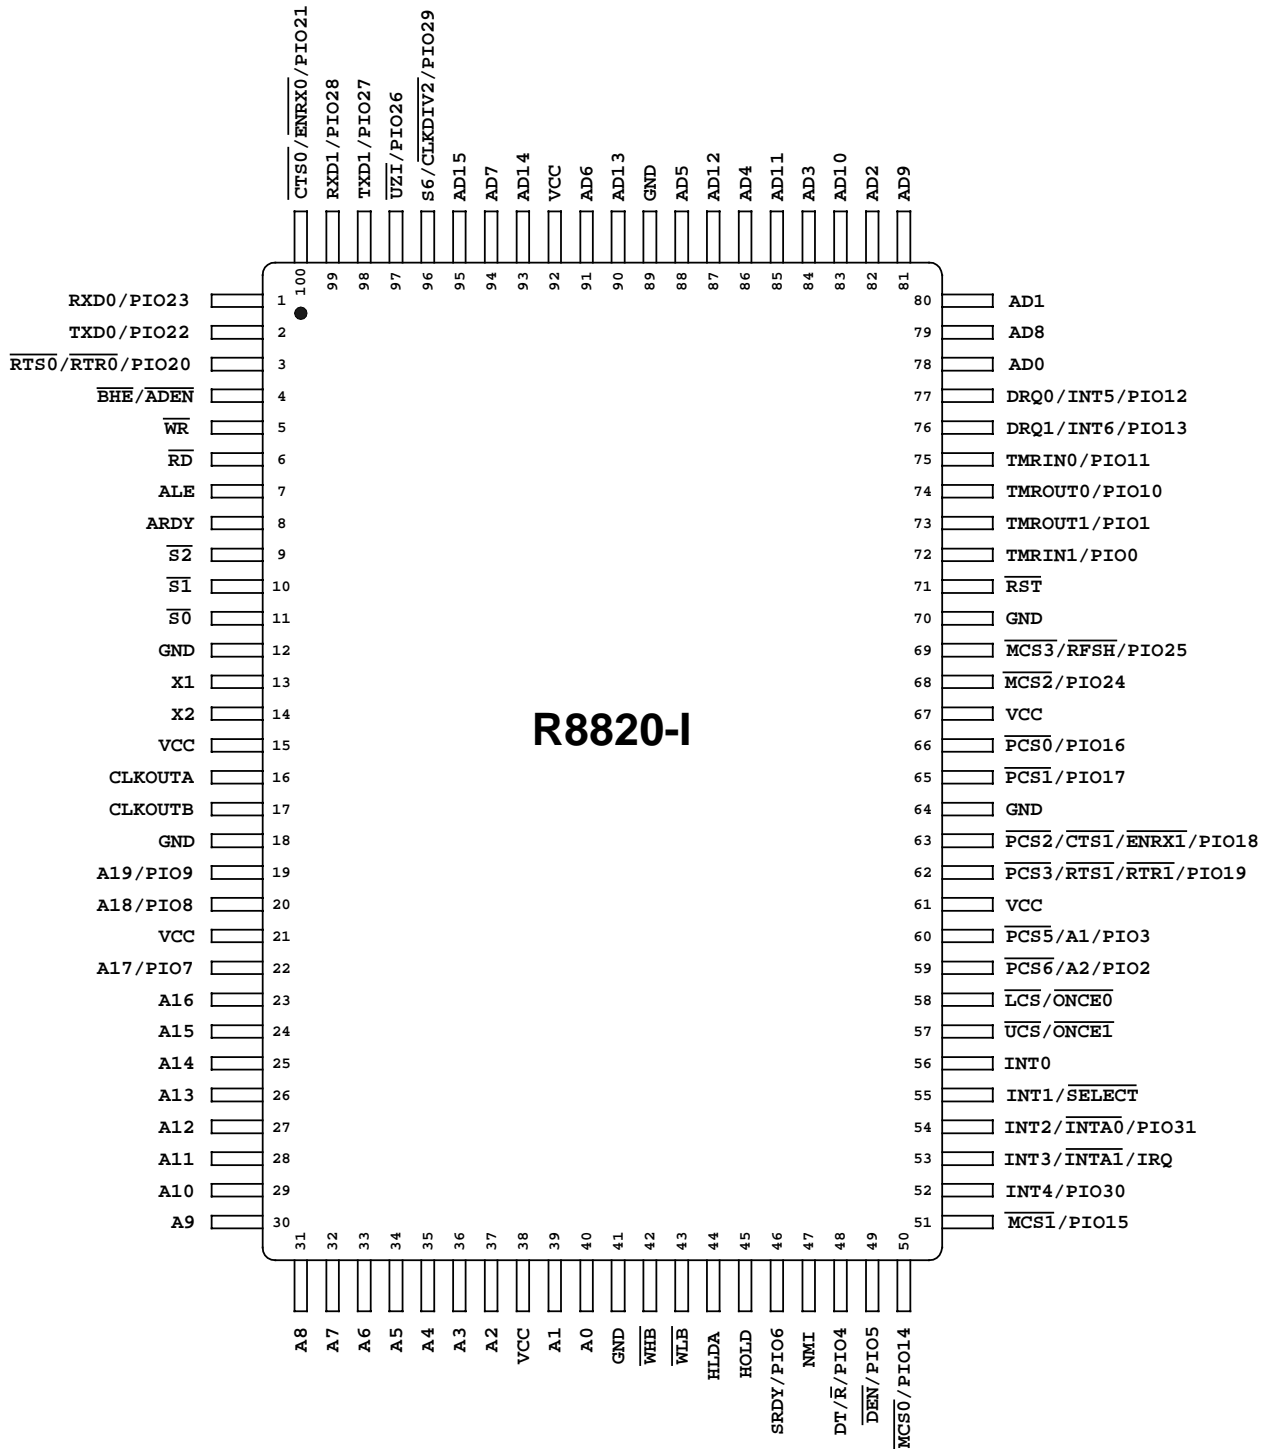 CTS0/ENRX0/PIO21
RXD1/PIO28
TXD1/PIO27
UZI/PIO26
S6/CLKDIV2/PIO29
AD15
AD7
AD14
VCC
AD6
AD13
GND
AD5
AD12
AD4
AD11
AD3
AD10
AD2
AD9
100 99 98 97 96 95 94 93 92 91 90 89 88 87 86 85 84 83 82 81
RXD0/PIO23 1 80 AD1
TXD0/PIO22 2 79 AD8
RTS0/RTR0/PIO20 3 78 AD0
BHE/ADEN 4 77 DRQ0/INT5/PIO12
WR 5 76 DRQ1/INT6/PIO13
RD 6 75 TMRIN0/PIO11
ALE 7 74 TMROUT0/PIO10
ARDY 8 73 TMROUT1/PIO1
S2 9 72 TMRIN1/PIO0
S1 10 71 RST
S0 11 70 GND
GND 12 69 MCS3/RFSH/PIO25
X1 13 68 MCS2/PIO24
X2 14 67 VCC
R8820-I
VCC 15 66 PCS0/PIO16
CLKOUTA 16 65 PCS1/PIO17
CLKOUTB 17 64 GND
GND 18 63 PCS2/CTS1/ENRX1/PIO18
A19/PIO9 19 62 PCS3/RTS1/RTR1/PIO19
A18/PIO8 20 61 VCC
VCC 21 60 PCS5/A1/PIO3
A17/PIO7 22 59 PCS6/A2/PIO2
A16 23 58 LCS/ONCE0
A15 24 57 UCS/ONCE1
A14 25 56 INT0
A13 26 55 INT1/SELECT
A12 27 54 INT2/INTA0/PIO31
A11 28 53 INT3/INTA1/IRQ
A10 29 52 INT4/PIO30
A9 30 51 MCS1/PIO15
31 32 33 34 35 36 37 38 39 40 41 42 43 44 45 46 47 48 49 50
A8
A7
A6
A5
A4
A3
A2
VCC
A1
A0
GND
WHB
WLB
HLDA
HOLD
SRDY/PIO6
NMI
DT/R/PIO4
DEN/PIO5
MCS0/PIO14